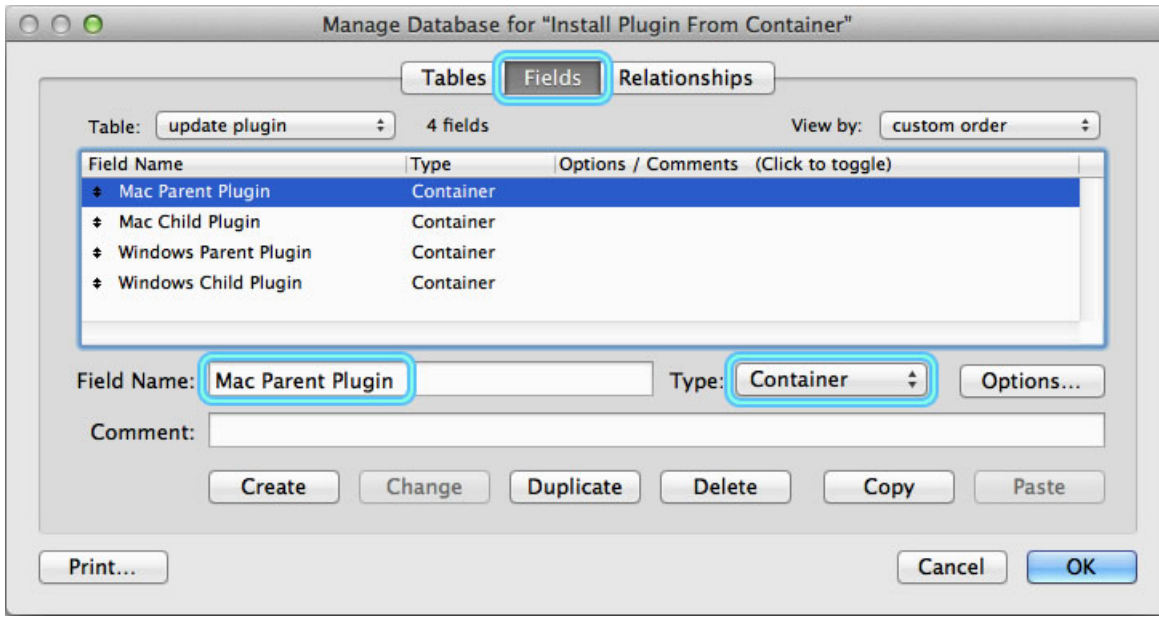 Manage Database for “Install Plugin From Container”
Tables Fields Relationships
Table: update plugin 4 fields View by: custom order
Field Name Type Options / Comments (Click to toggle)
Mac Parent Plugin Container
Mac Child Plugin Container
Windows Parent Plugin Container
Windows Child Plugin Container
Field Name: Mac Parent Plugin Type: Container Options...
Comment:
Create Change Duplicate Delete Copy Paste
Print... Cancel OK